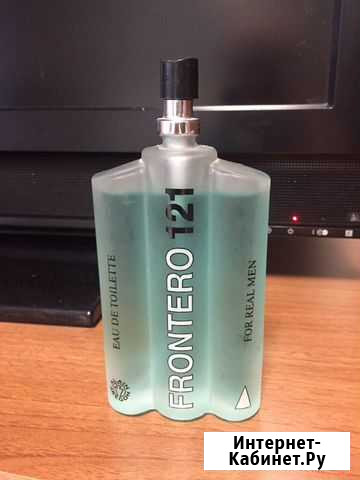 EAU DE TOILETTE
FRONTERO 121
FOR REAL MEN
Интернет-
Кабинет.Ру